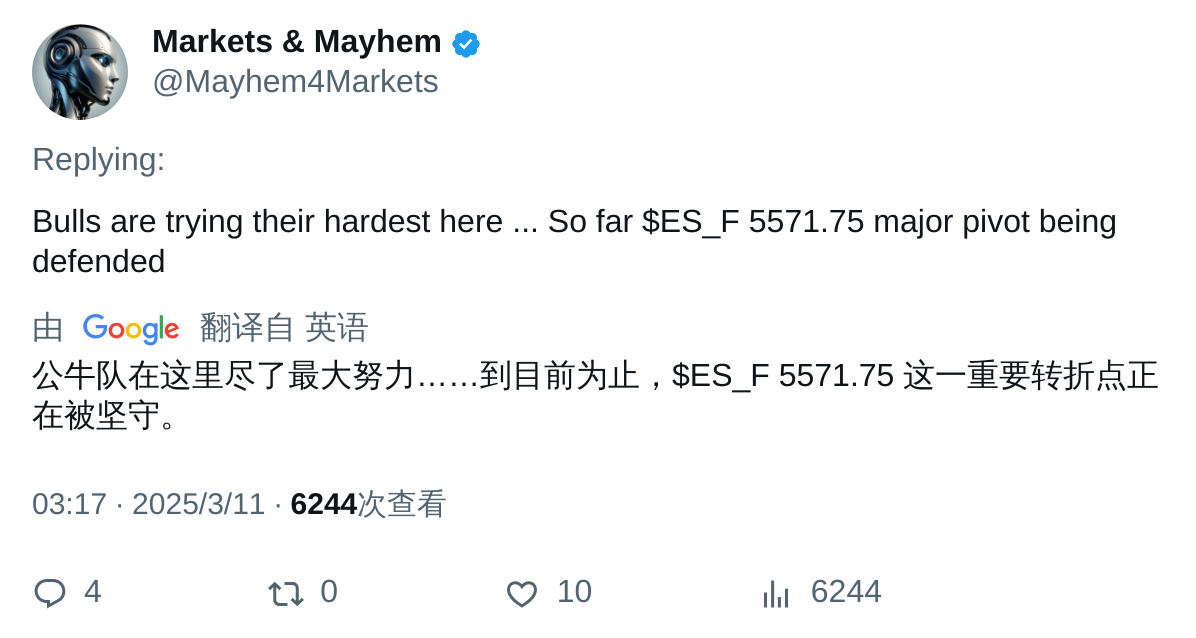 Markets & Mayhem
@Mayhem4Markets
Replying:
Bulls are trying their hardest here ... So far $ES_F 5571.75 major pivot being
defended
由 Google 翻译自 英语
公牛队在这里尽了最大努力……到目前为止，$ES_F 5571.75 这一重要转折点正
在被坚守。
03:17 · 2025/3/11 · 6244次查看
4 0 10 6244